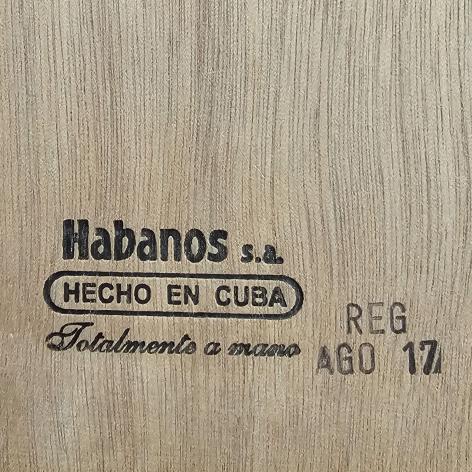 Habanos s.a.
HECHO EN CUBA
Totalmente a mano
REG
AGO 17